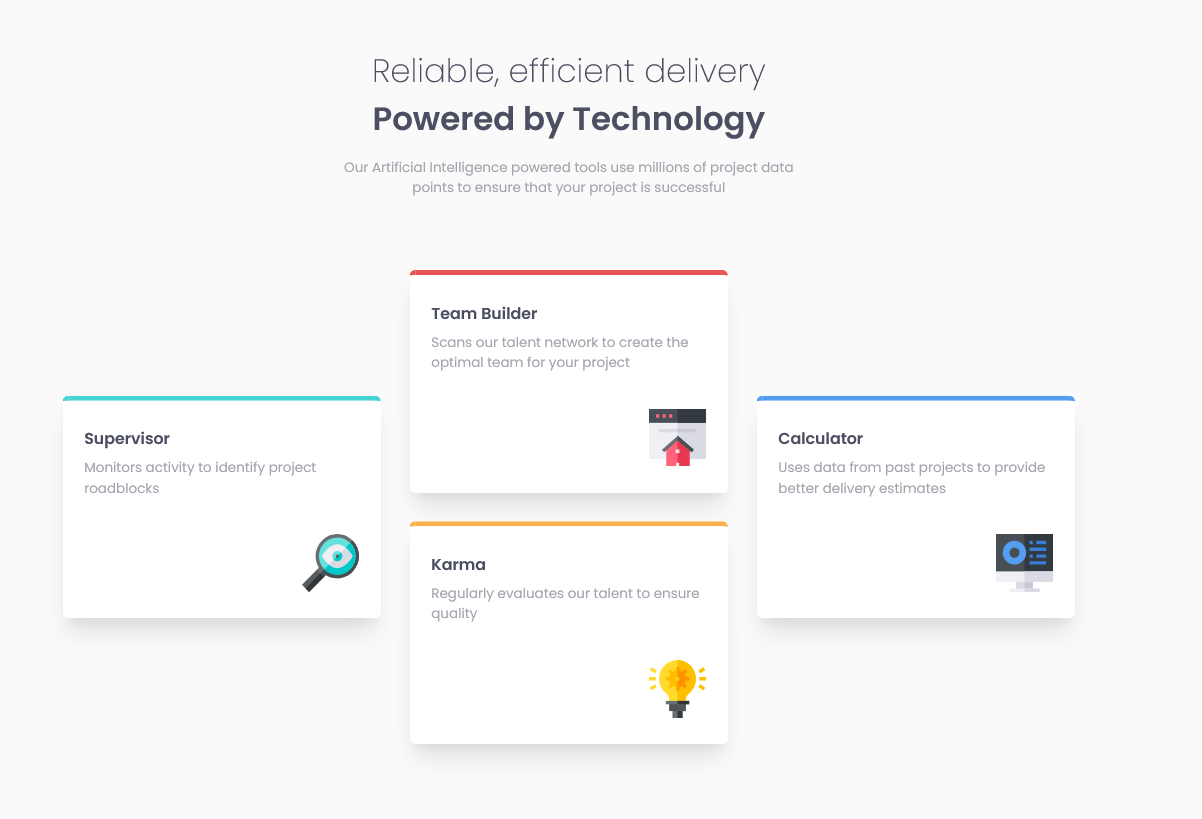 Reliable, efficient delivery
Powered by Technology
Our Artificial Intelligence powered tools use millions of project data
points to ensure that your project is successful
Supervisor
Monitors activity to identify project
roadblocks
Team Builder
Scans our talent network to create the
optimal team for your project
Karma
Regularly evaluates our talent to ensure
quality
Calculator
Uses data from past projects to provide
better delivery estimates